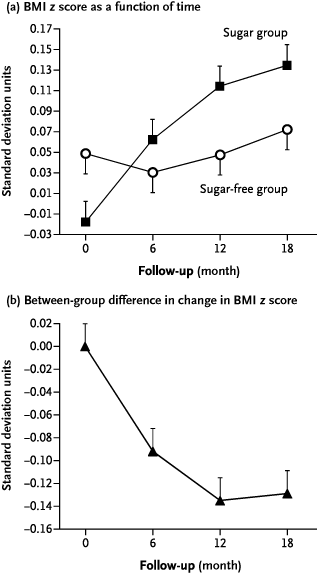 (a) BMI z score as a function of time
0.17
0.15
0.13
0.11
0.09
0.07
0.05
0.03
0.01
–0.01
–0.03
Standard deviation units
Sugar group
Sugar-free group
0 6 12 18
Follow-up (month)
(b) Between-group difference in change in BMI z score
0.02
0.00
–0.02
–0.00
–0.04
–0.06
–0.08
–0.10
–0.12
–0.14
–0.16
Standard deviation units
0 6 12 18
Follow-up (month)